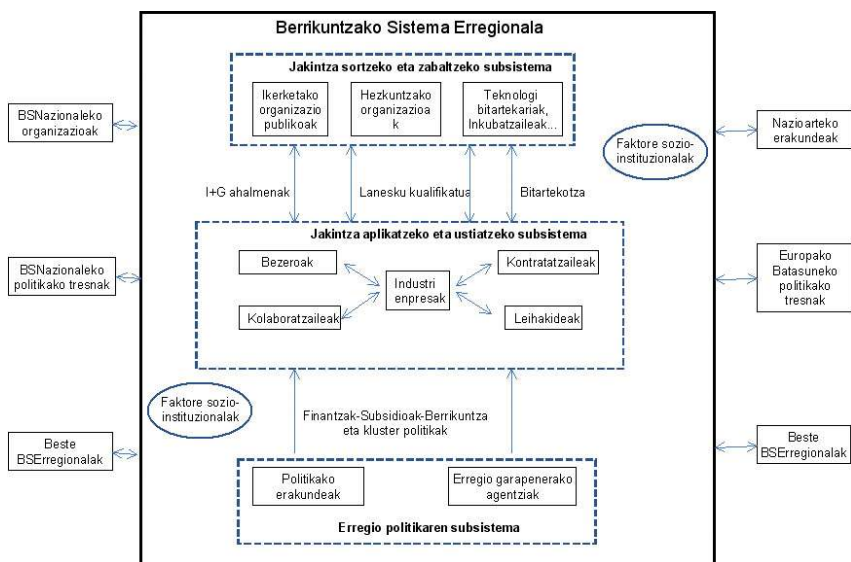 Berrikuntzako Sistema Erregionala
Jakintza sortzeko eta zabaltzeko subsistema
Ikerketako
organizazio
publikoak
Hezkuntzako
organizazioa
k
Teknologi
bitartekariak,
Inkubatzaileak...
BSNazionaleko
organizazioak
Faktore sozio-
instituzionalak
Nazioarteko
erakundeak
I+G ahalmenak
Lanesku kualifikatua
Bitartekotza
Jakintza aplikatzeko eta ustiatzeko subsistema
Bezeroak
Kontratatzaileak
Industri
enpresak
Kolaboratzaileak
Leihakideak
BSNazionaleko
politikako tresnak
Europako
Batasuneko
politikako
tresnak
Faktore sozio-
instituzionalak
Finantzak-Subsidioak-Berrikuntza
eta kluster politikak
Beste
BSErregionalak
Beste
BSErregionalak
Politikako
erakundeak
Erregio garapenerako
agentziak
Erregio politikaren subsistema